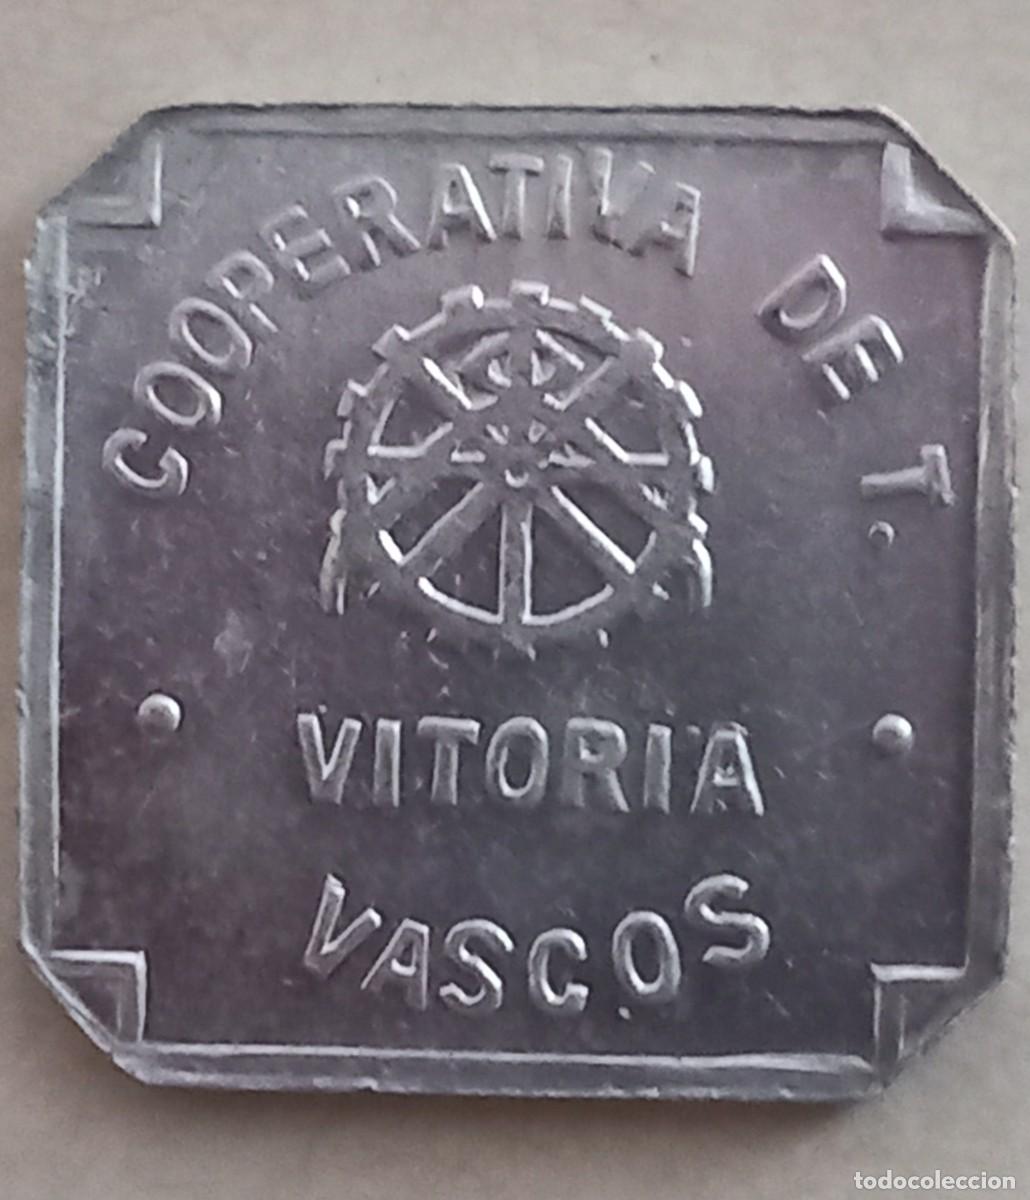 COOPERATIVA DE T.
VITORIA
VASCOS
todocoleccion